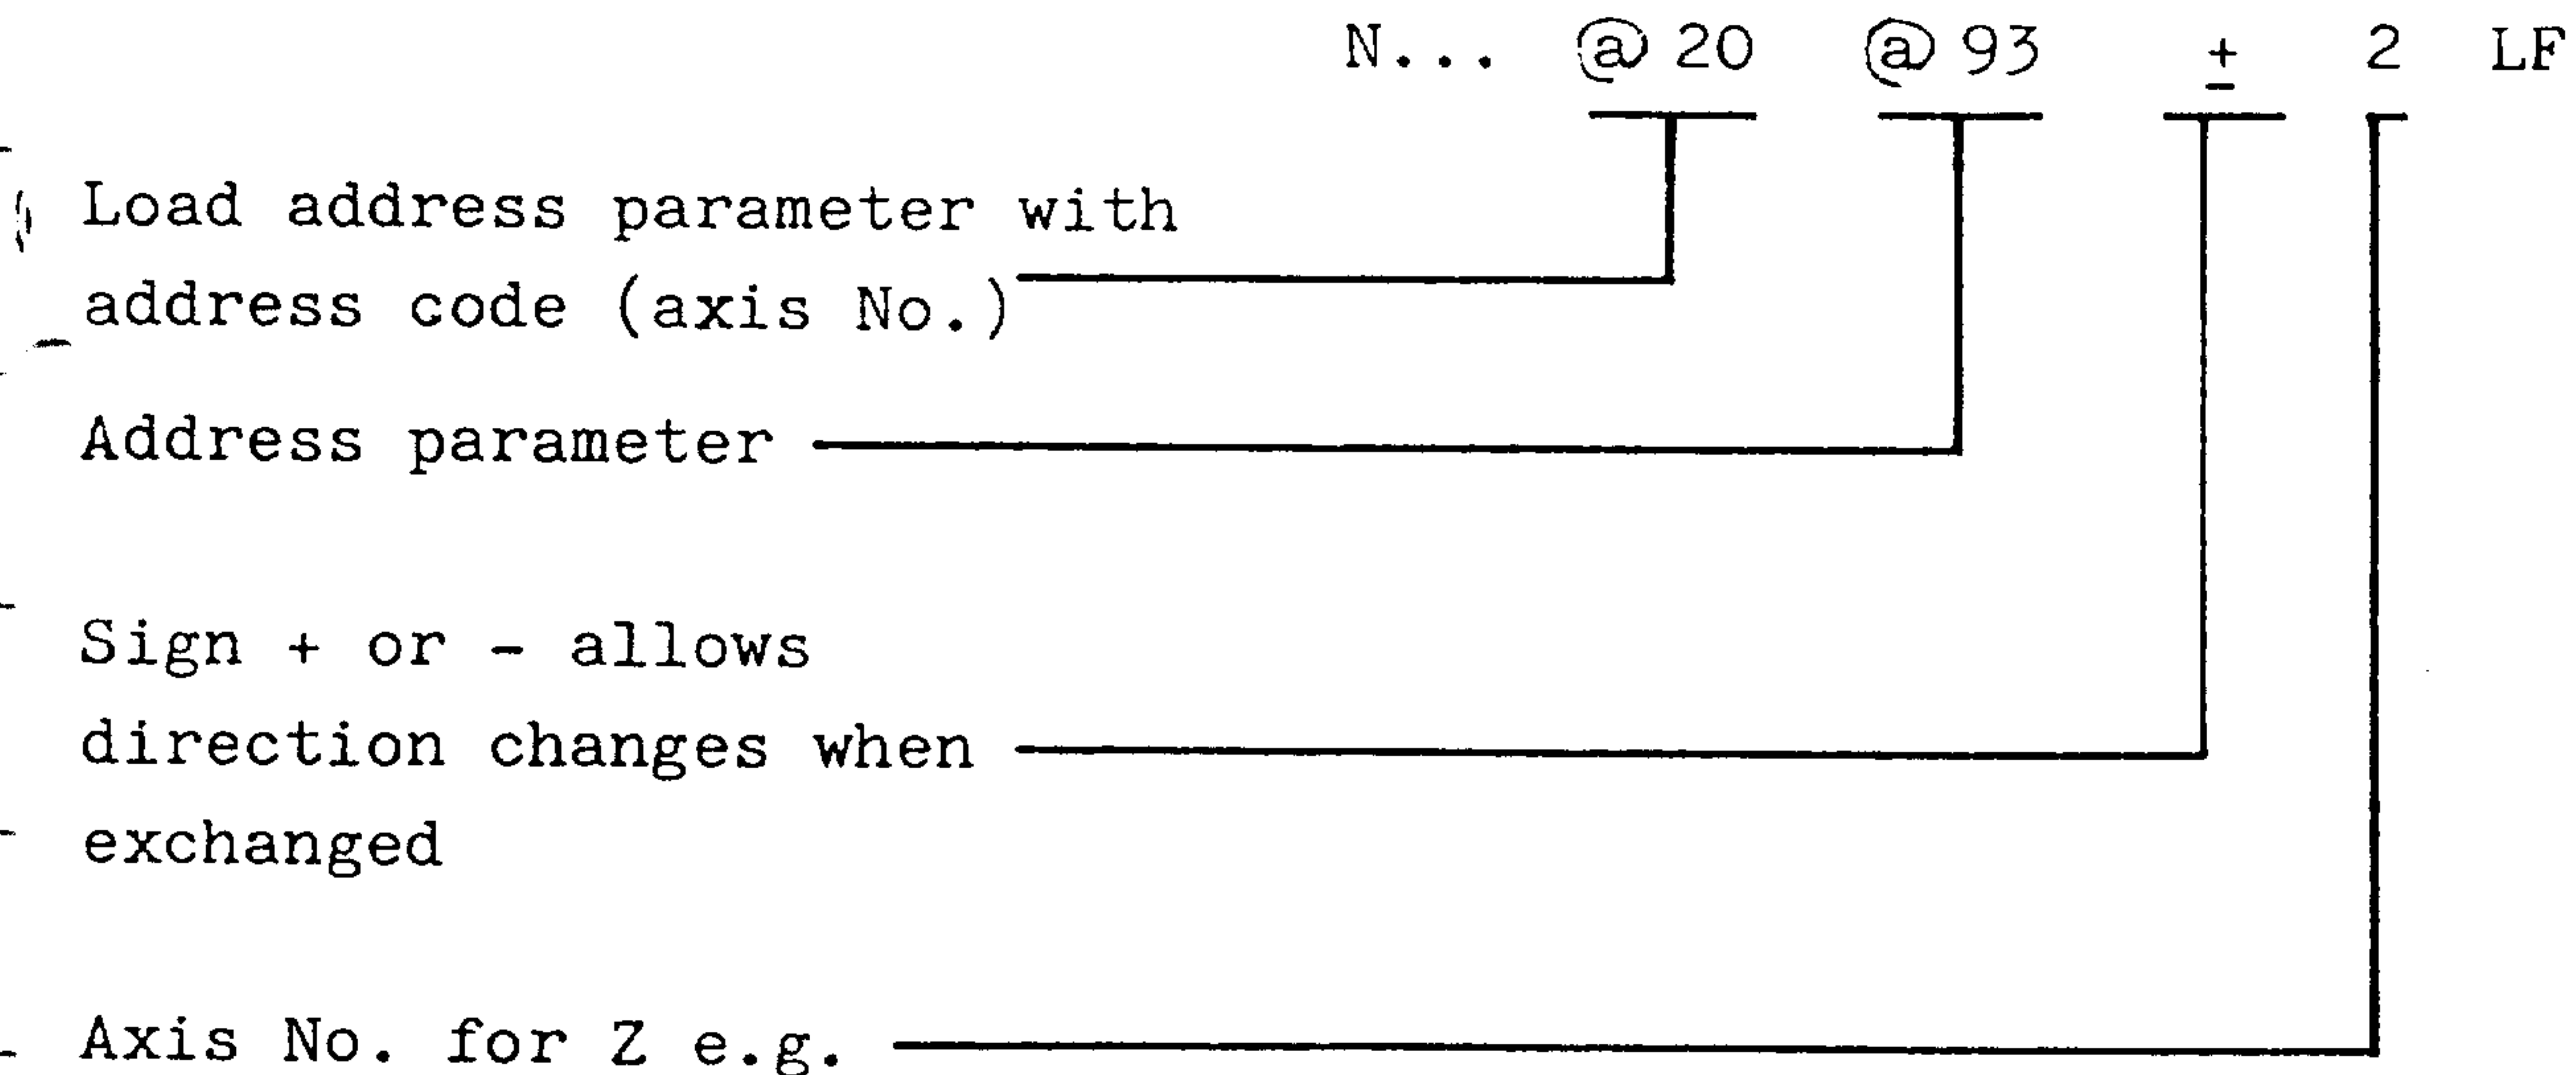 N... @ 20 @ 93 ± 2 LF
Load address parameter with
address code (axis No.)
Address parameter
Sign + or - allows
direction changes when
exchanged
Axis No. for Z e.g.